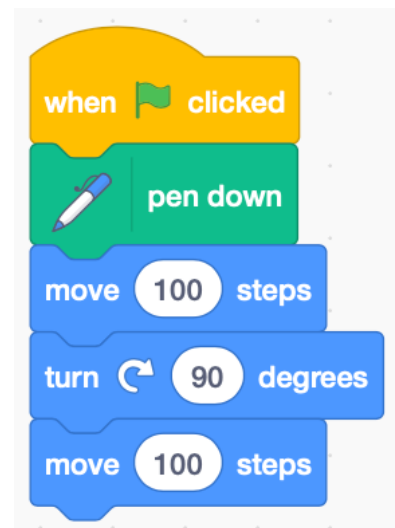 when clicked
pen down
move 100 steps
turn 90 degrees
move 100 steps